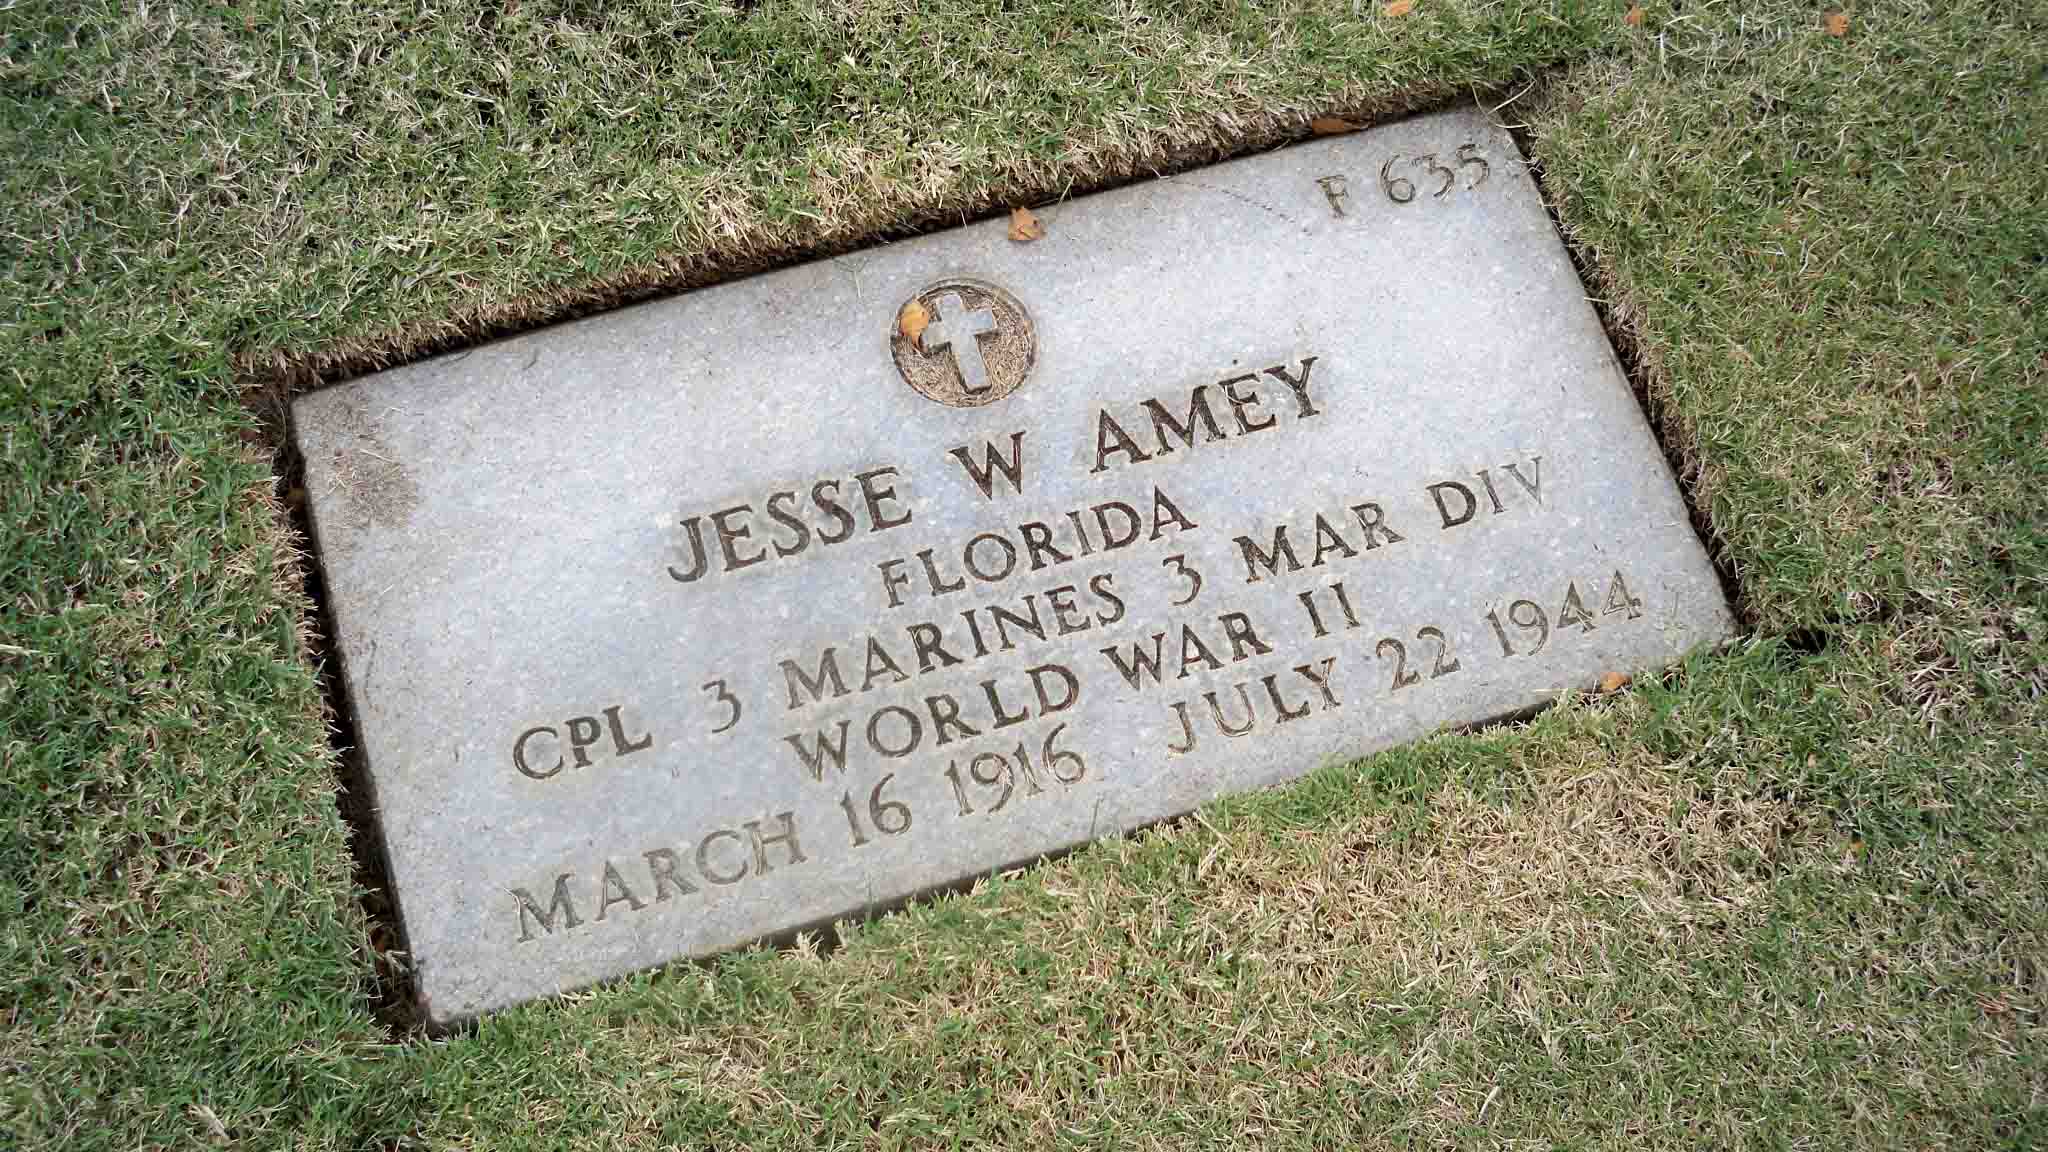 F 635
JESSE W AMEY
FLORIDA
CPL 3 MARINES 3 MAR DIV
WORLD WAR II
MARCH 16 1916 JULY 22 1944